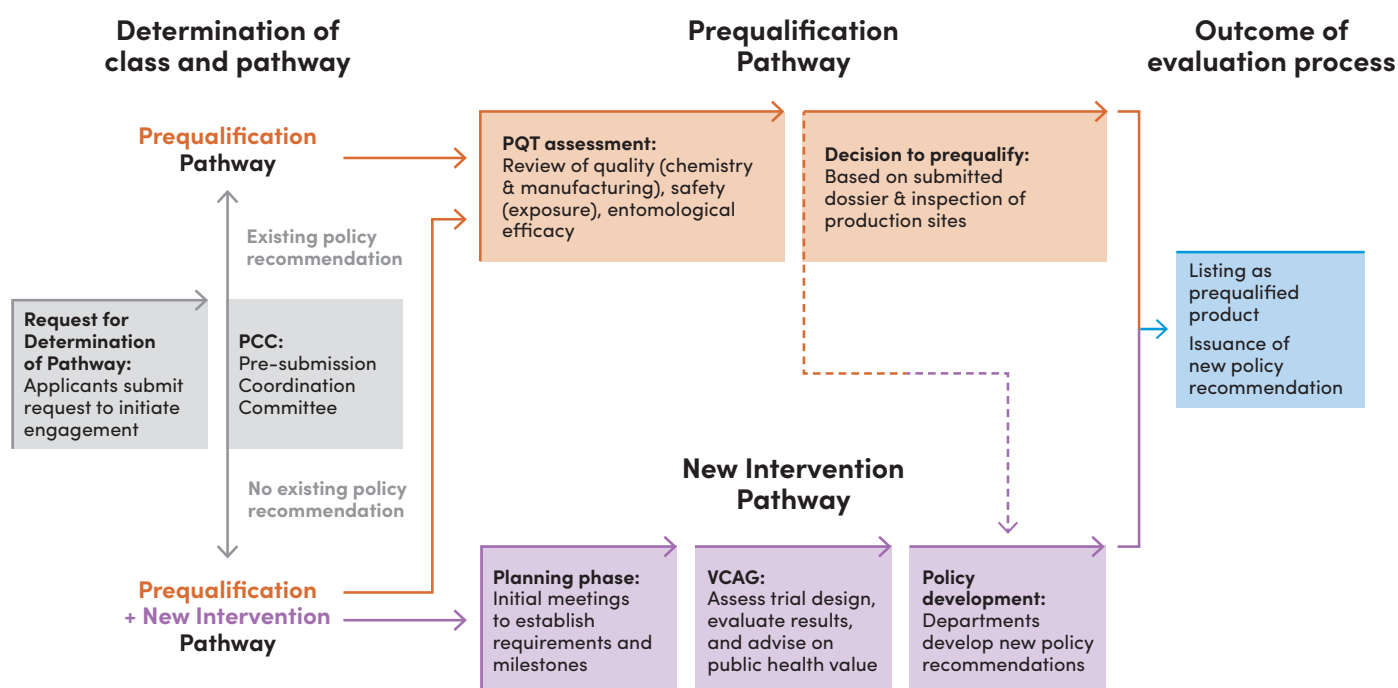 Determination of
class and pathway
Prequalification
Pathway
Outcome of
evaluation process
Prequalification
Pathway
Existing policy
recommendation
Request for
Determination
of Pathway:
Applicants submit
request to initiate
engagement
PCC:
Pre-submission
Coordination
Committee
No existing policy
recommendation
Prequalification
+ New Intervention
Pathway
PQT assessment:
Review of quality (chemistry
& manufacturing), safety
(exposure), entomological
efficacy
Decision to prequalify:
Based on submitted
dossier & inspection of
production sites
New Intervention
Pathway
Planning phase:
Initial meetings
to establish
requirements and
milestones
VCAG:
Assess trial design,
evaluate results,
and advise on
public health value
Policy
development:
Departments
develop new policy
recommendations
Listing as
prequalified
product
Issuance of
new policy
recommendation